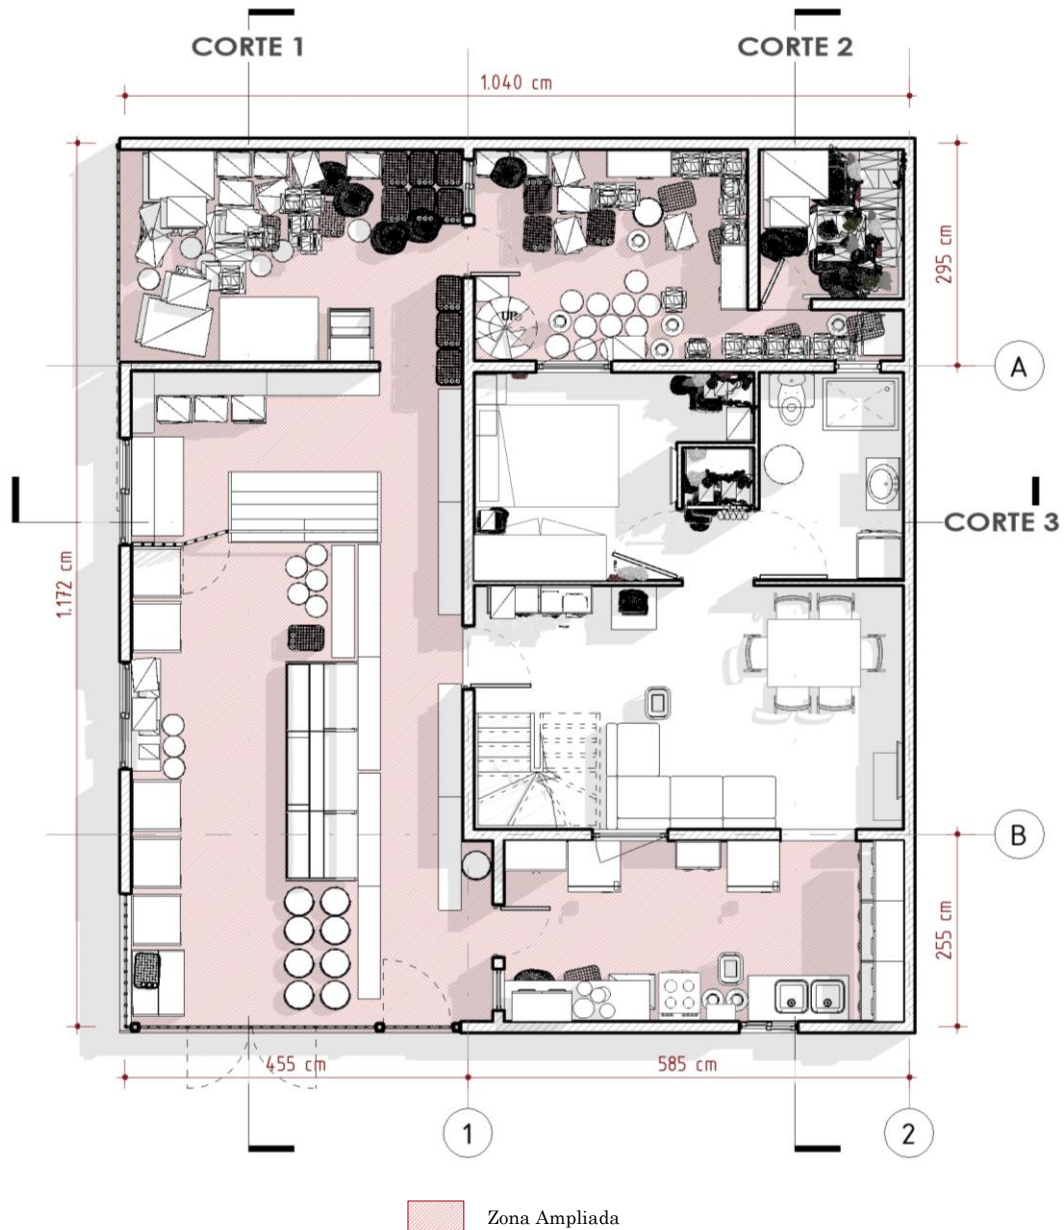 CORTE 1
CORTE 2
1.040 cm
295 cm
UP
A
CORTE 3
1.172 cm
B
255 cm
455 cm
585 cm
1
2
Zona Ampliada